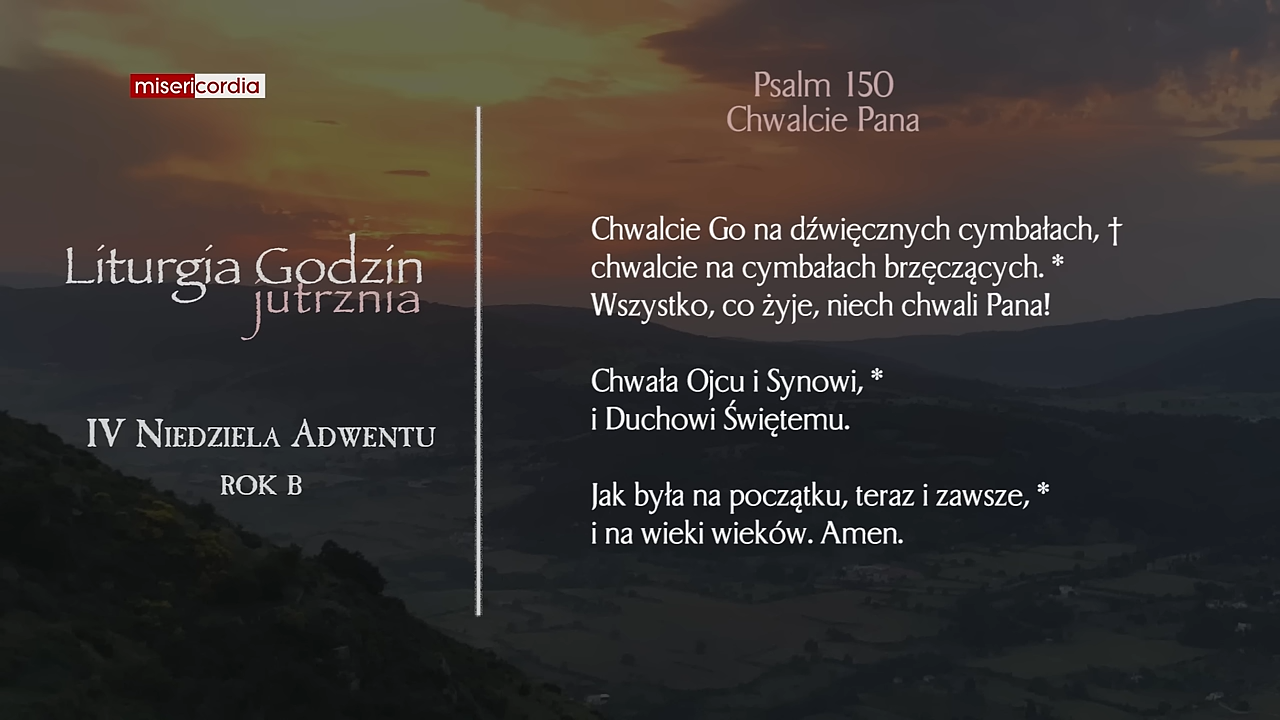 misericordia
Liturgia Godzin
jutrznia
IV Niedziela Adwentu
rok B
Psalm 150
Chwalcie Pana
Chwalcie Go na dźwięcznych cymbałach, †
chwalcie na cymbałach brzęczących. *
Wszystko, co żyje, niech chwali Pana!
Chwała Ojcu i Synowi, *
i Duchowi Świętemu.
Jak była na początku, teraz i zawsze, *
i na wieki wieków. Amen.